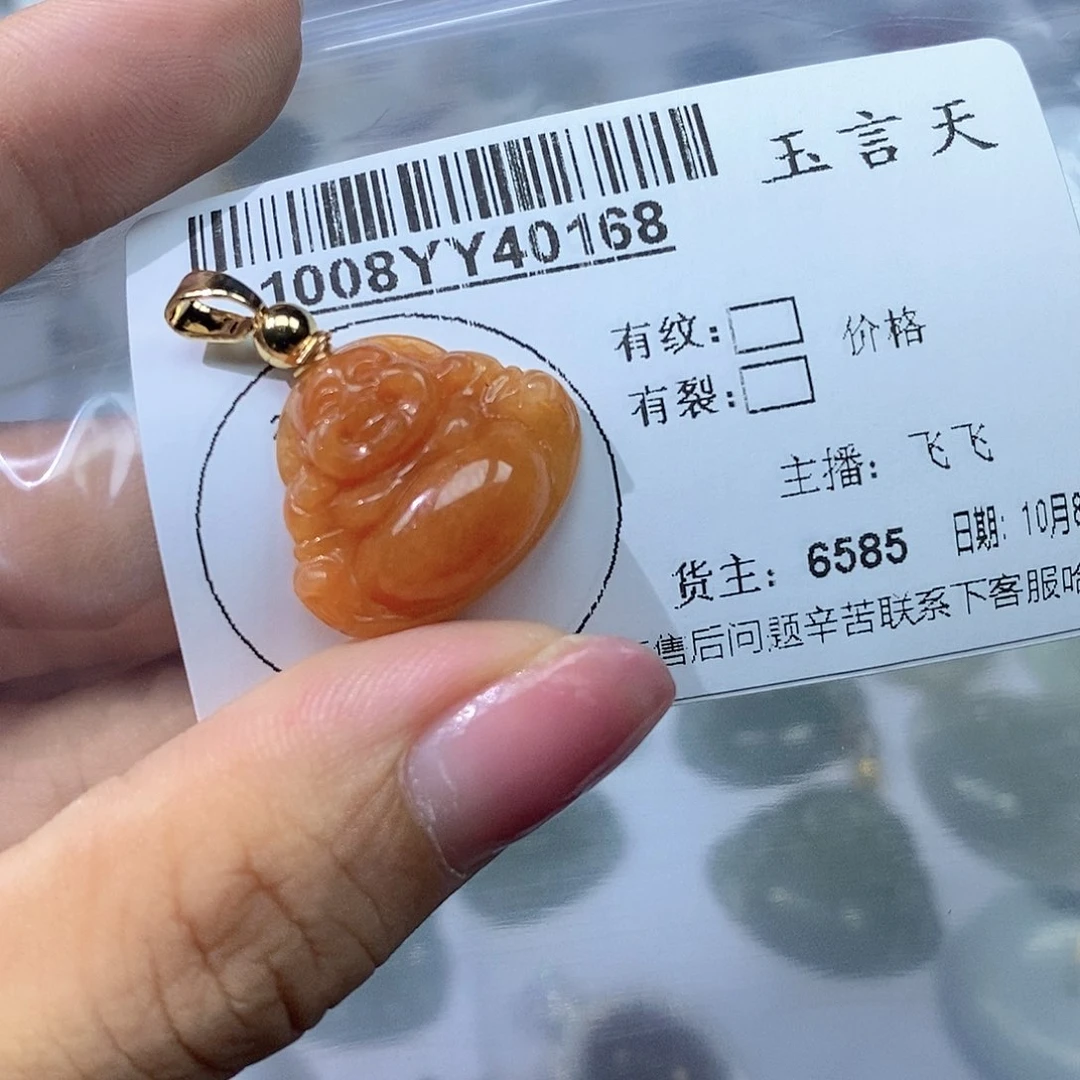 玉言天
1008YY40168
有纹: 价格
有裂:
主播: 飞飞
货主: 6585 日期: 10月8
售后问题辛苦联系下客服哈